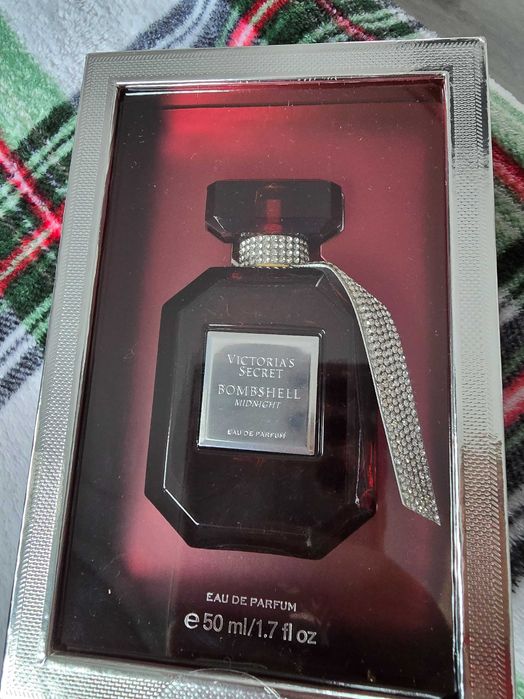 VICTORIA'S
SECRET
BOMBSHELL
MIDNIGHT
EAU DE PARFUM
EAU DE PARFUM
℮ 50 ml/1.7 fl oz